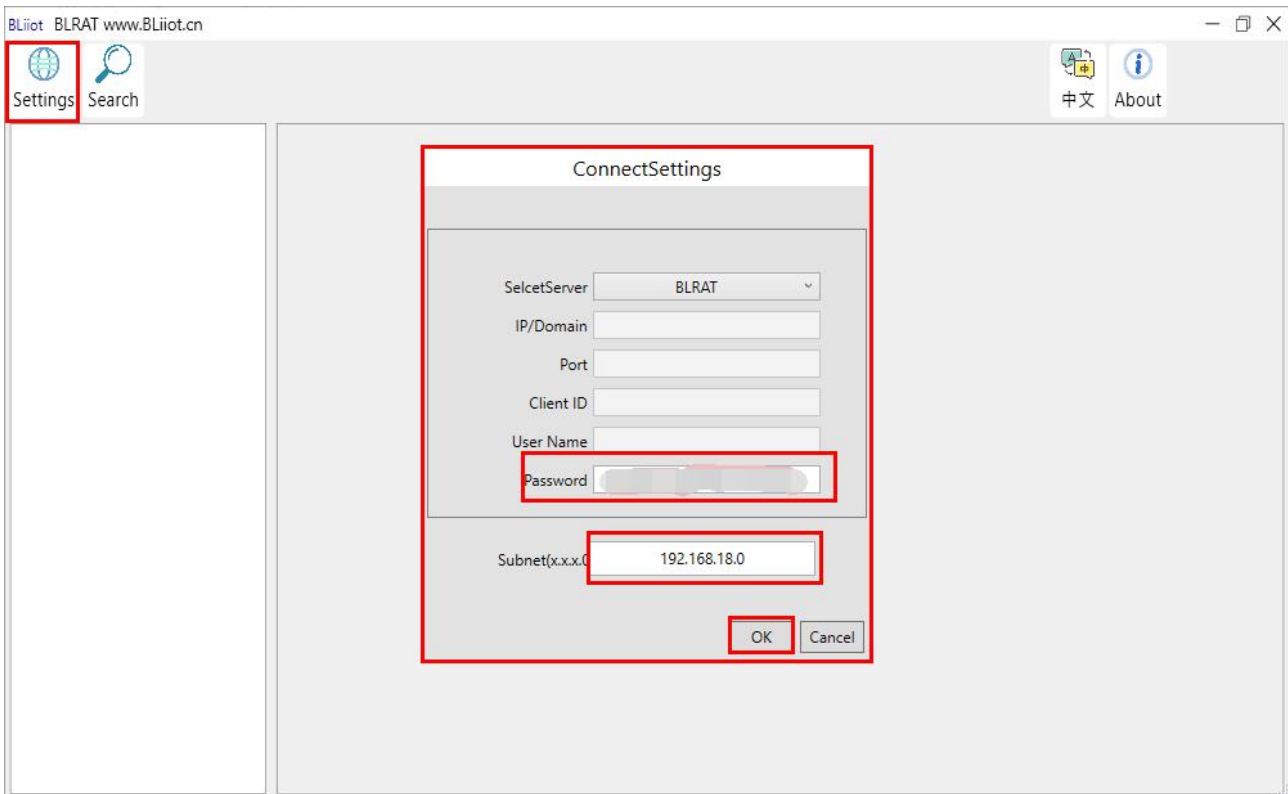 BLiiot BLRAT www.BLiiot.cn
Settings Search 中文 About
ConnectSettings
SelcetServer BLRAT
IP/Domain
Port
Client ID
User Name
Password
Subnet(x.x.x.0 192.168.18.0
OK Cancel